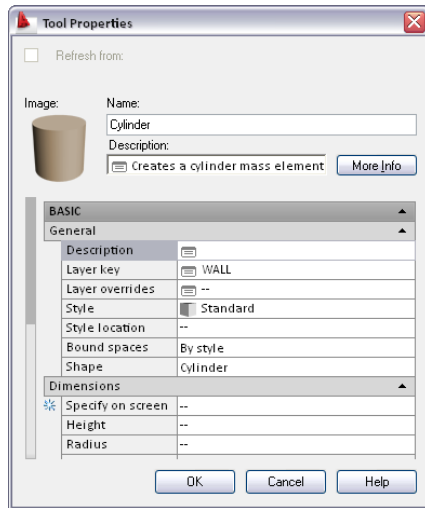 Tool Properties
Refresh from:
Image:
Name:
Cylinder
Description:
Creates a cylinder mass element
More Info
BASIC
General
Description
Layer key WALL
Layer overrides --
Style Standard
Style location --
Bound spaces By style
Shape Cylinder
Dimensions
Specify on screen --
Height --
Radius --
OK Cancel Help